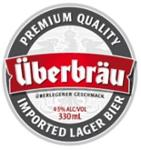 PREMIUM QUALITY
Überbräu
ÜBERLEGENER GESCHMACK
4.5% ALC.VOL
330mL
IMPORTED LAGER BIER